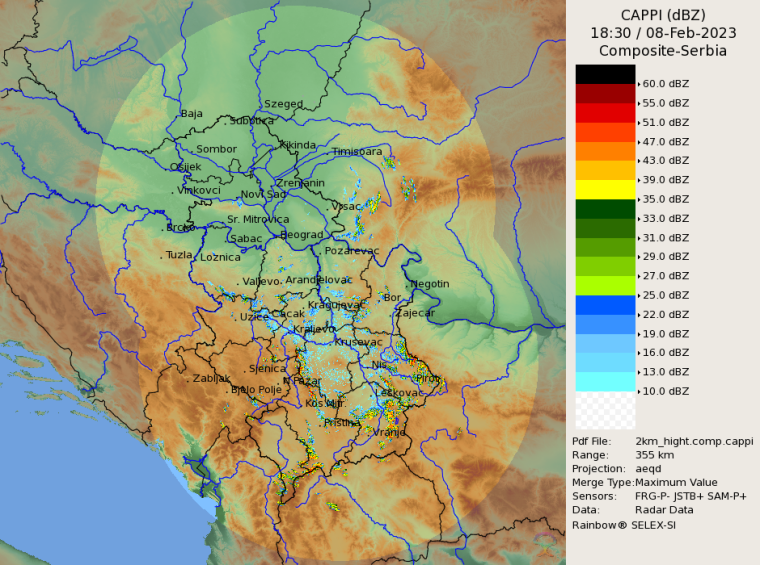 CAPPI (dBZ)
18:30 / 08-Feb-2023
Composite-Serbia
60.0 dBZ
55.0 dBZ
51.0 dBZ
47.0 dBZ
43.0 dBZ
39.0 dBZ
35.0 dBZ
33.0 dBZ
31.0 dBZ
29.0 dBZ
27.0 dBZ
25.0 dBZ
22.0 dBZ
19.0 dBZ
16.0 dBZ
13.0 dBZ
10.0 dBZ
Pdf File: 2km_hight.comp.cappi
Range: 355 km
Projection: aeqd
Merge Type: Maximum Value
Sensors: FRG-P- JSTB+ SAM-P+
Data: Radar Data
Rainbow® SELEX-SI
Szeged
Baja
Subotica
Kikinda
Sombor
Timisoara
Osijek
Zrenjanin
Vinkovci
Novi Sad
Vrsac
Sr. Mitrovica
Brcko
Sabac
Beograd
Pozarevac
Tuzla
Loznica
Valjevo
Arandjelovac
Negotin
Bor
Kragujevac
Uzice
Cacak
Zajecar
Kraljevo
Krusevac
Sjenica
Nis
Zabljak
N Pazar
Pirot
Bijelo Polje
Leskovac
Kos Mitr.
Pristina
Vranje